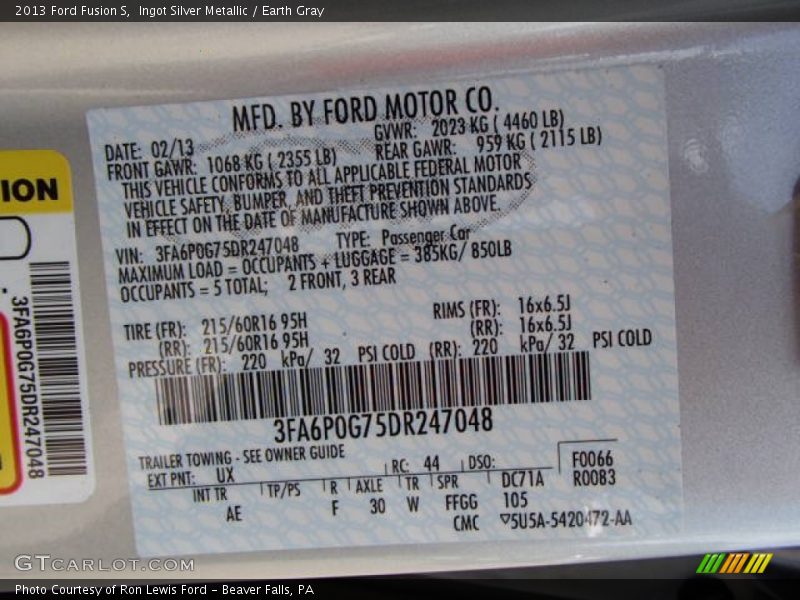 2013 Ford Fusion S,  Ingot Silver Metallic / Earth Gray
MFD. BY FORD MOTOR CO.
DATE: 02/13 GVWR: 2023 KG ( 4460 LB)
FRONT GAWR: 1068 KG ( 2355 LB) REAR GAWR: 959 KG ( 2115 LB)
THIS VEHICLE CONFORMS TO ALL APPLICABLE FEDERAL MOTOR
VEHICLE SAFETY, BUMPER, AND THEFT PREVENTION STANDARDS
IN EFFECT ON THE DATE OF MANUFACTURE SHOWN ABOVE.
VIN: 3FA6P0G75DR247048 TYPE: Passenger Car
MAXIMUM LOAD = OCCUPANTS + LUGGAGE = 385KG/ 850LB
OCCUPANTS = 5 TOTAL; 2 FRONT, 3 REAR
TIRE (FR): 215/60R16 95H RIMS (FR): 16x6.5J
(RR): 215/60R16 95H (RR): 16x6.5J
PRESSURE (FR): 220 kPa/ 32 PSI COLD (RR): 220 kPa/ 32 PSI COLD
3FA6P0G75DR247048
TRAILER TOWING - SEE OWNER GUIDE
EXT PNT: UX RC: 44 DSO: F0066
INT TR TP/PS R AXLE TR SPR DC71A R0083
AE F 30 W FFGG 105
CMC 5U5A-5420472-AA
ION
3FA6P0G75DR247048
GTCARLOT.COM
Photo Courtesy of Ron Lewis Ford - Beaver Falls, PA